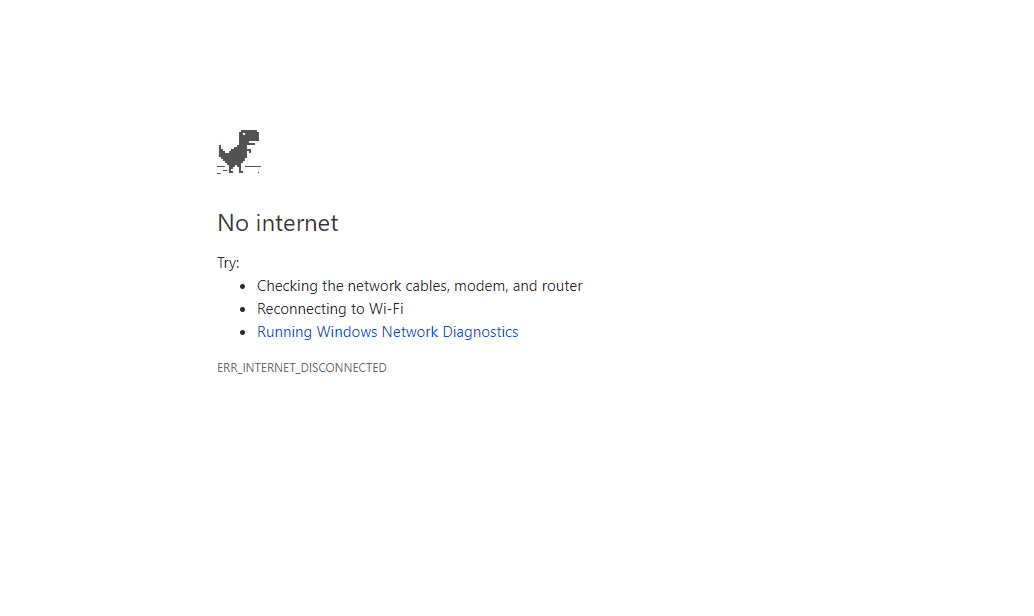 No internet
Try:
Checking the network cables, modem, and router
Reconnecting to Wi-Fi
Running Windows Network Diagnostics
ERR_INTERNET_DISCONNECTED